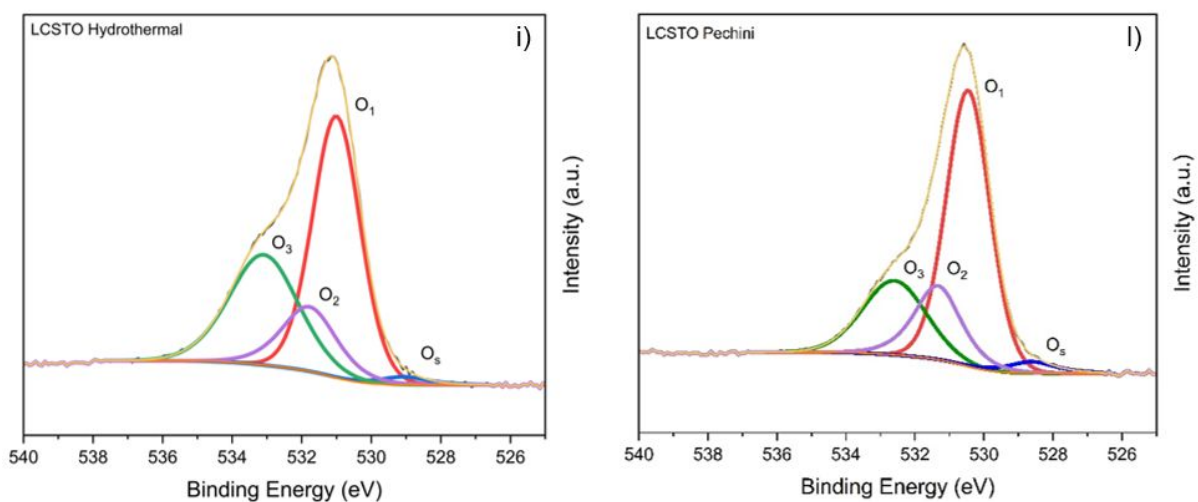 LCSTO Hydrothermal
i)
O₁
O₃
O₂
Oₛ
540 538 536 534 532 530 528 526
Binding Energy (eV)
Intensity (a.u.)
LCSTO Pechini
l)
O₁
O₃
O₂
Oₛ
540 538 536 534 532 530 528 526
Binding Energy (eV)
Intensity (a.u.)